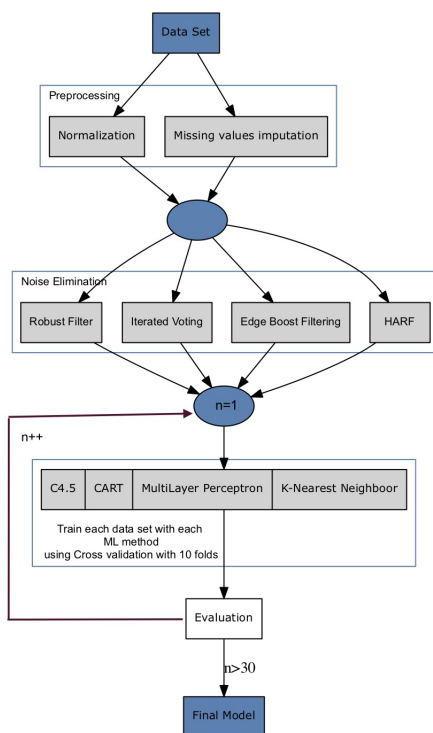 Data Set
Preprocessing
Normalization
Missing values imputation
Noise Elimination
Robust Filter
Iterated Voting
Edge Boost Filtering
HARF
n=1
n++
C4.5
CART
MultiLayer Perceptron
K-Nearest Neighboor
Train each data set with each
ML method
using Cross validation with 10 folds
Evaluation
n>30
Final Model